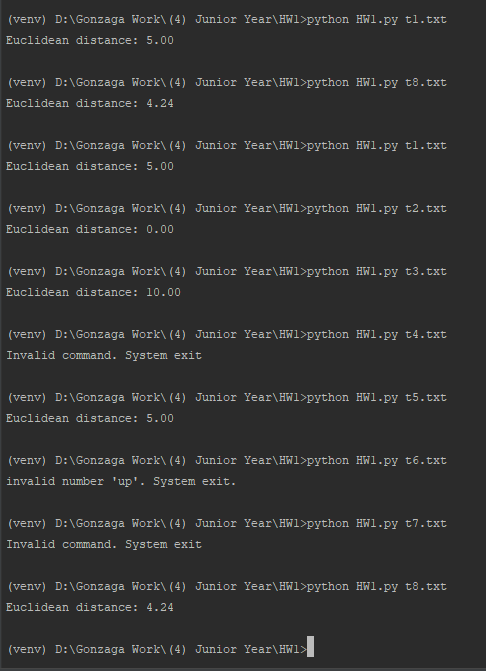 (venv) D:\Gonzaga Work\(4) Junior Year\HW1>python HW1.py t1.txt
Euclidean distance: 5.00
(venv) D:\Gonzaga Work\(4) Junior Year\HW1>python HW1.py t8.txt
Euclidean distance: 4.24
(venv) D:\Gonzaga Work\(4) Junior Year\HW1>python HW1.py t1.txt
Euclidean distance: 5.00
(venv) D:\Gonzaga Work\(4) Junior Year\HW1>python HW1.py t2.txt
Euclidean distance: 0.00
(venv) D:\Gonzaga Work\(4) Junior Year\HW1>python HW1.py t3.txt
Euclidean distance: 10.00
(venv) D:\Gonzaga Work\(4) Junior Year\HW1>python HW1.py t4.txt
Invalid command. System exit
(venv) D:\Gonzaga Work\(4) Junior Year\HW1>python HW1.py t5.txt
Euclidean distance: 5.00
(venv) D:\Gonzaga Work\(4) Junior Year\HW1>python HW1.py t6.txt
invalid number 'up'. System exit.
(venv) D:\Gonzaga Work\(4) Junior Year\HW1>python HW1.py t7.txt
Invalid command. System exit
(venv) D:\Gonzaga Work\(4) Junior Year\HW1>python HW1.py t8.txt
Euclidean distance: 4.24
(venv) D:\Gonzaga Work\(4) Junior Year\HW1>